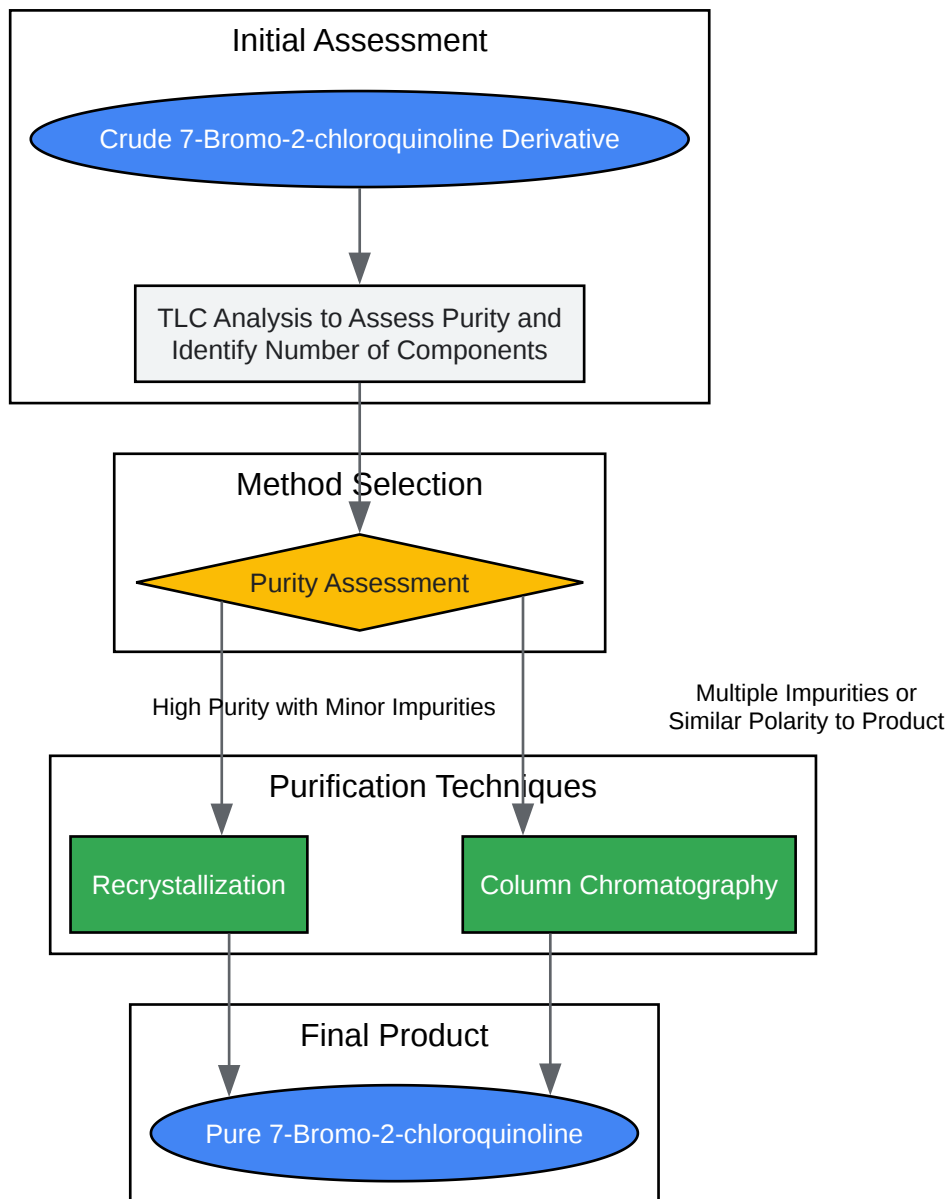 Initial Assessment
Crude 7-Bromo-2-chloroquinoline Derivative
TLC Analysis to Assess Purity and
Identify Number of Components
Method Selection
Purity Assessment
High Purity with Minor Impurities
Multiple Impurities or
Similar Polarity to Product
Purification Techniques
Recrystallization
Column Chromatography
Final Product
Pure 7-Bromo-2-chloroquinoline